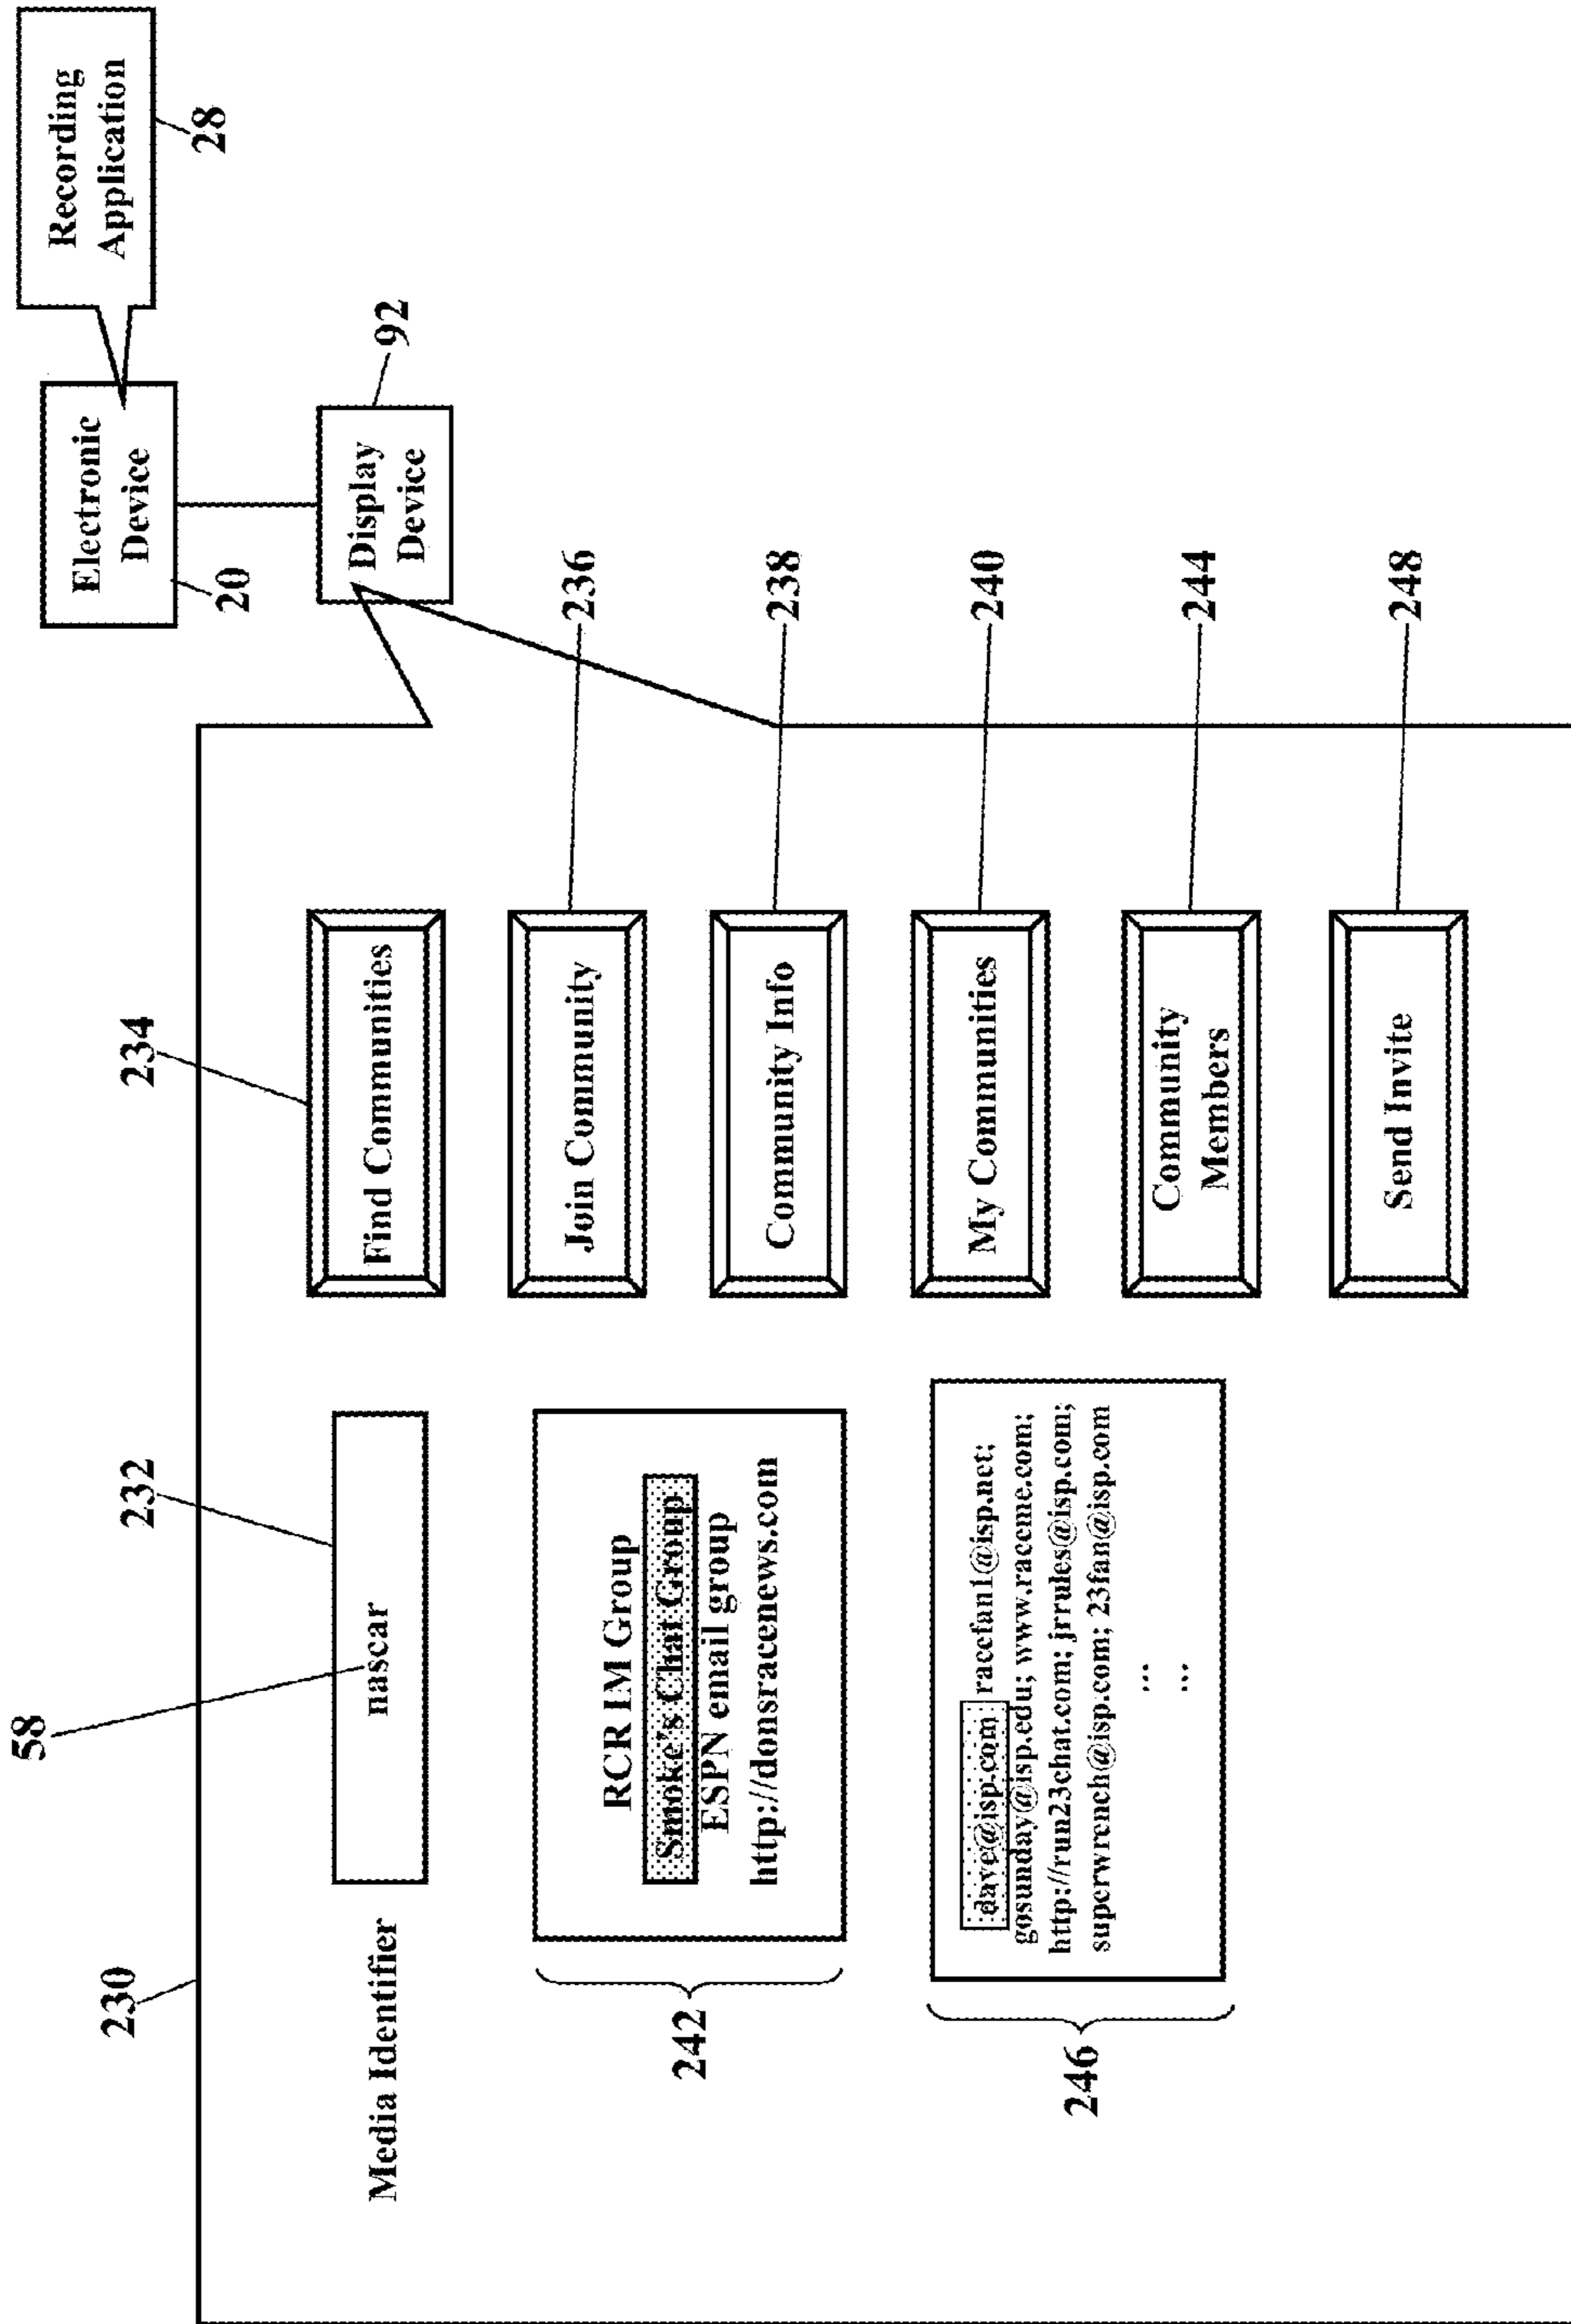 Recording
Application
28
Electronic
Device
20
Display
Device
92
58
230
232
234
Media Identifier
nascar
Find Communities
236
Join Community
242
RCR IM Group
Smoke's Chat Group
ESPN email group
http://donsracenews.com
238
Community Info
240
My Communities
246
dave@isp.com racefan1@isp.net;
gosunday@isp.edu; www.raceme.com;
http://run23chat.com; jrrules@isp.com;
superwrench@isp.com; 23fan@isp.com
...
...
244
Community
Members
248
Send Invite